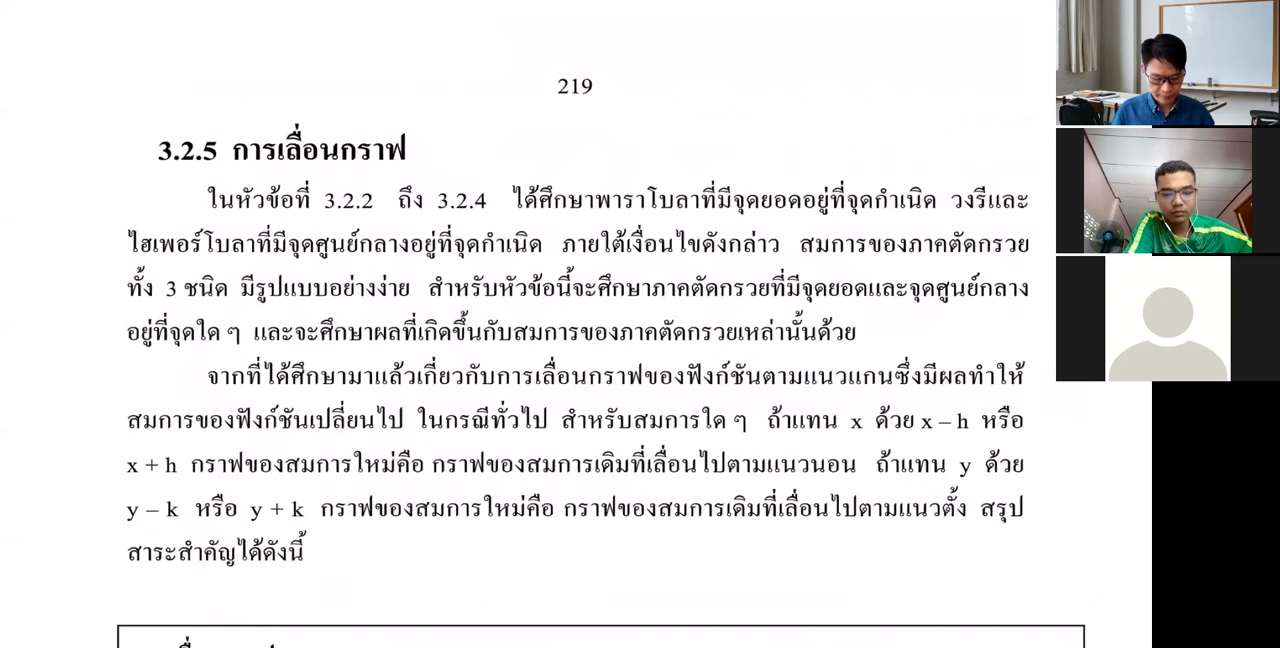 219
3.2.5 การเลื่อนกราฟ
ในหัวข้อที่ 3.2.2 ถึง 3.2.4 ได้ศึกษาพาราโบลาที่มีจุดยอดอยู่ที่จุดกำเนิด วงรีและ
ไฮเพอร์โบลาที่มีจุดศูนย์กลางอยู่ที่จุดกำเนิด ภายใต้เงื่อนไขดังกล่าว สมการของภาคตัดกรวย
ทั้ง 3 ชนิด มีรูปแบบอย่างง่าย สำหรับหัวข้อนี้จะศึกษาภาคตัดกรวยที่มีจุดยอดและจุดศูนย์กลาง
อยู่ที่จุดใด ๆ และจะศึกษาผลที่เกิดขึ้นกับสมการของภาคตัดกรวยเหล่านั้นด้วย
จากที่ได้ศึกษามาแล้วเกี่ยวกับการเลื่อนกราฟของฟังก์ชันตามแนวแกนซึ่งมีผลทำให้
สมการของฟังก์ชันเปลี่ยนไป ในกรณีทั่วไป สำหรับสมการใด ๆ ถ้าแทน x ด้วย x – h หรือ
x + h กราฟของสมการใหม่คือ กราฟของสมการเดิมที่เลื่อนไปตามแนวนอน ถ้าแทน y ด้วย
y – k หรือ y + k กราฟของสมการใหม่คือ กราฟของสมการเดิมที่เลื่อนไปตามแนวตั้ง สรุป
สาระสำคัญได้ดังนี้